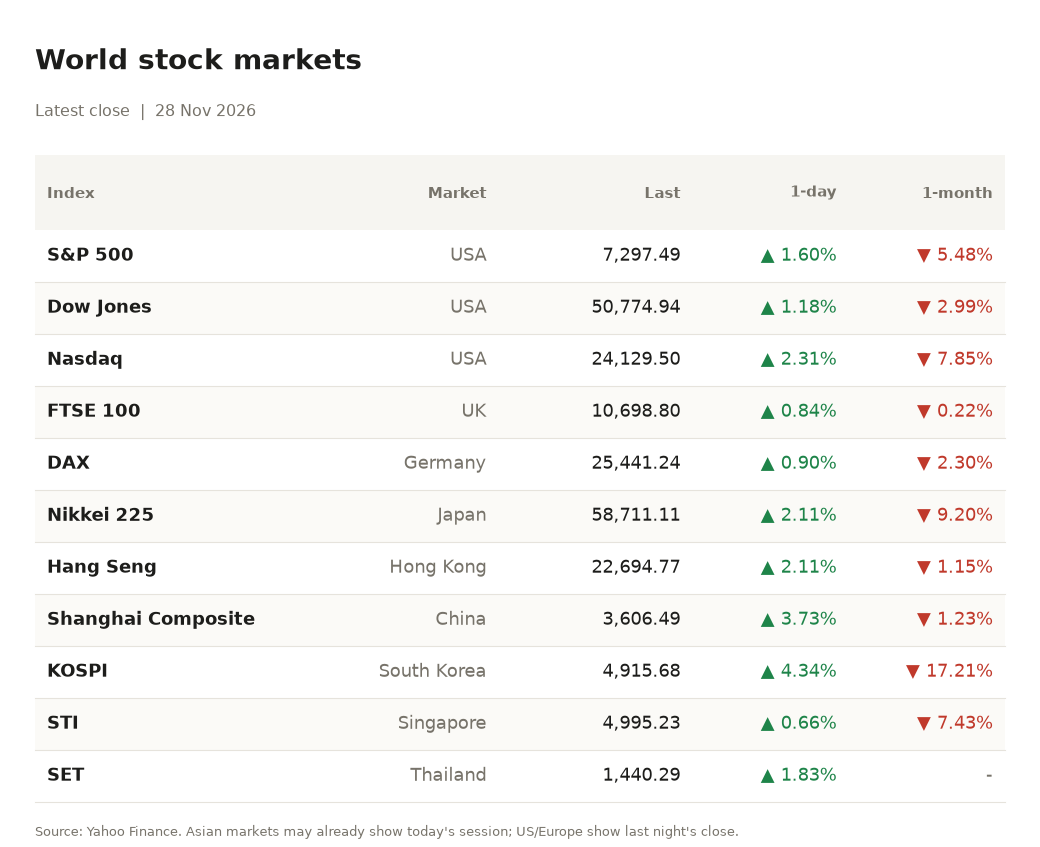 World stock markets
Latest close | 28 Nov 2026
Index Market Last 1-day 1-month
S&P 500 USA 7,297.49 ▲ 1.60% ▼ 5.48%
Dow Jones USA 50,774.94 ▲ 1.18% ▼ 2.99%
Nasdaq USA 24,129.50 ▲ 2.31% ▼ 7.85%
FTSE 100 UK 10,698.80 ▲ 0.84% ▼ 0.22%
DAX Germany 25,441.24 ▲ 0.90% ▼ 2.30%
Nikkei 225 Japan 58,711.11 ▲ 2.11% ▼ 9.20%
Hang Seng Hong Kong 22,694.77 ▲ 2.11% ▼ 1.15%
Shanghai Composite China 3,606.49 ▲ 3.73% ▼ 1.23%
KOSPI South Korea 4,915.68 ▲ 4.34% ▼ 17.21%
STI Singapore 4,995.23 ▲ 0.66% ▼ 7.43%
SET Thailand 1,440.29 ▲ 1.83% -
Source: Yahoo Finance. Asian markets may already show today's session; US/Europe show last night's close.